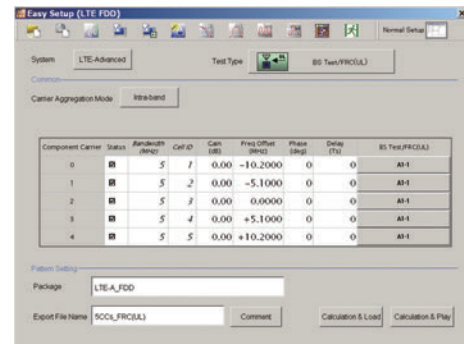 Easy Setup (LTE FDD)
Normal Setup
System LTE-Advanced Test Type BS Test/FRC(UL)
Common
Carrier Aggregation Mode Intra-band
Component Carrier Status Bandwidth (MHz) Cell ID Gain (dB) Freq Offset (MHz) Phase (deg) Delay (Ts) BS Test/FRC(UL)
0 5 1 0.00 -10.2000 0 0 A1-1
1 5 2 0.00 -5.1000 0 0 A1-1
2 5 3 0.00 0.0000 0 0 A1-1
3 5 4 0.00 +5.1000 0 0 A1-1
4 5 5 0.00 +10.2000 0 0 A1-1
Pattern Setting
Package LTE-A_FDD
Export File Name 5CCs_FRC(UL) Comment Calculation & Load Calculation & Play